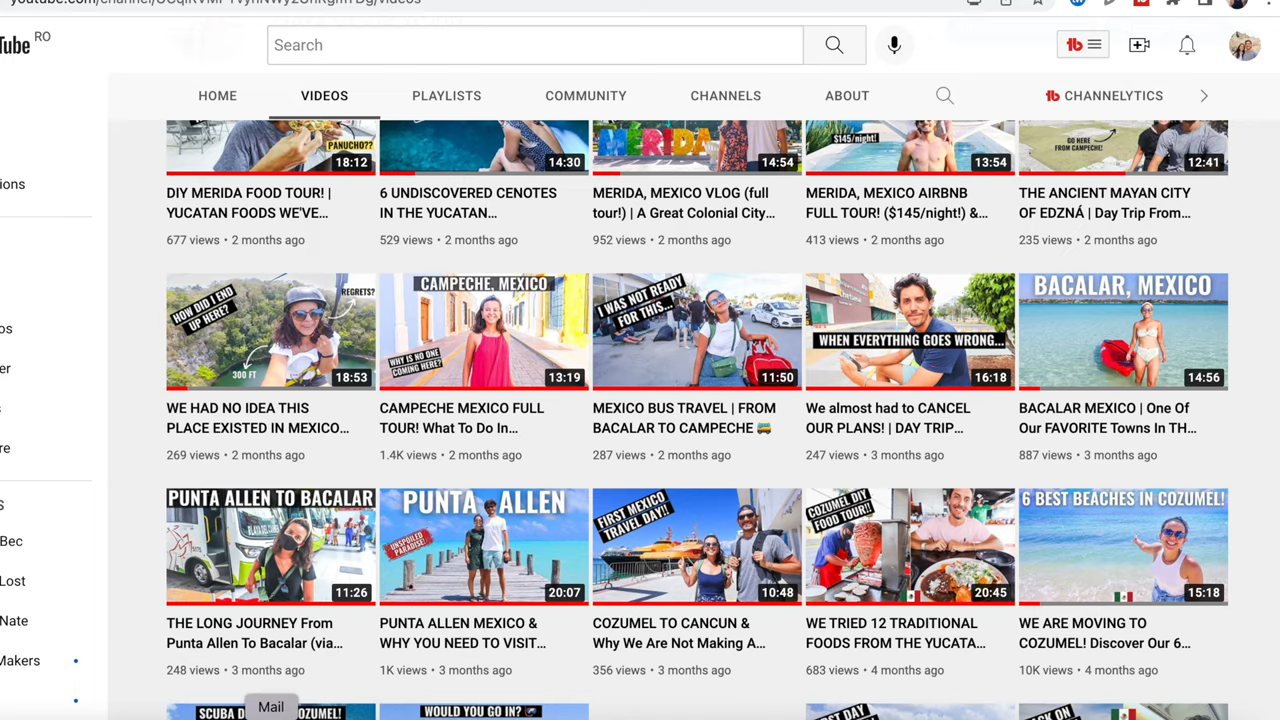 Tube RO
Search
HOME
VIDEOS
PLAYLISTS
COMMUNITY
CHANNELS
ABOUT
CHANNELYTICS
ions
os
er
re
S
Bec
Lost
Nate
Makers
PANUCHO??
18:12
DIY MERIDA FOOD TOUR! |
YUCATAN FOODS WE'VE...
677 views • 2 months ago
14:30
6 UNDISCOVERED CENOTES
IN THE YUCATAN...
529 views • 2 months ago
MERIDA
14:54
MERIDA, MEXICO VLOG (full
tour!) | A Great Colonial City...
952 views • 2 months ago
$145/night!
13:54
MERIDA, MEXICO AIRBNB
FULL TOUR! ($145/night!) &...
413 views • 2 months ago
GO HERE
FROM CAMPECHE!
12:41
THE ANCIENT MAYAN CITY
OF EDZNÁ | Day Trip From...
235 views • 2 months ago
HOW DID I END
UP HERE?
REGRETS?
300 FT
18:53
WE HAD NO IDEA THIS
PLACE EXISTED IN MEXICO...
269 views • 2 months ago
CAMPECHE, MEXICO
WHY IS NO ONE
COMING HERE?
13:19
CAMPECHE MEXICO FULL
TOUR! What To Do In...
1.4K views • 2 months ago
I WAS NOT READY
FOR THIS...
11:50
MEXICO BUS TRAVEL | FROM
BACALAR TO CAMPECHE 🚌
287 views • 2 months ago
WHEN EVERYTHING GOES WRONG...
16:18
We almost had to CANCEL
OUR PLANS! | DAY TRIP...
247 views • 3 months ago
BACALAR, MEXICO
14:56
BACALAR MEXICO | One Of
Our FAVORITE Towns In TH...
887 views • 3 months ago
PUNTA ALLEN TO BACALAR
11:26
THE LONG JOURNEY From
Punta Allen To Bacalar (via...
248 views • 3 months ago
PUNTA ALLEN
UNSPOILED
PARADISE!
20:07
PUNTA ALLEN MEXICO &
WHY YOU NEED TO VISIT...
1K views • 3 months ago
FIRST MEXICO
TRAVEL DAY!!
10:48
COZUMEL TO CANCUN &
Why We Are Not Making A...
356 views • 3 months ago
COZUMEL DIY
FOOD TOUR!!
20:45
WE TRIED 12 TRADITIONAL
FOODS FROM THE YUCATA...
683 views • 4 months ago
6 BEST BEACHES IN COZUMEL!
15:18
WE ARE MOVING TO
COZUMEL! Discover Our 6...
10K views • 4 months ago
Mail
WOULD YOU GO IN?